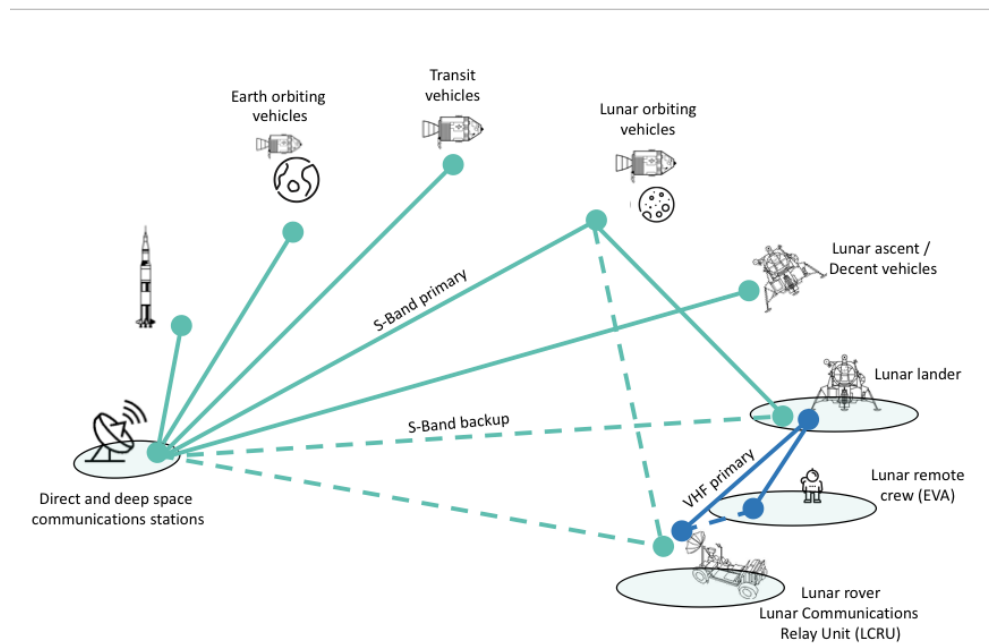 Transit
vehicles
Earth orbiting
vehicles
Lunar orbiting
vehicles
Lunar ascent /
Decent vehicles
S-Band primary
Lunar lander
S-Band backup
VHF primary
Lunar remote
crew (EVA)
Direct and deep space
communications stations
Lunar rover
Lunar Communications
Relay Unit (LCRU)